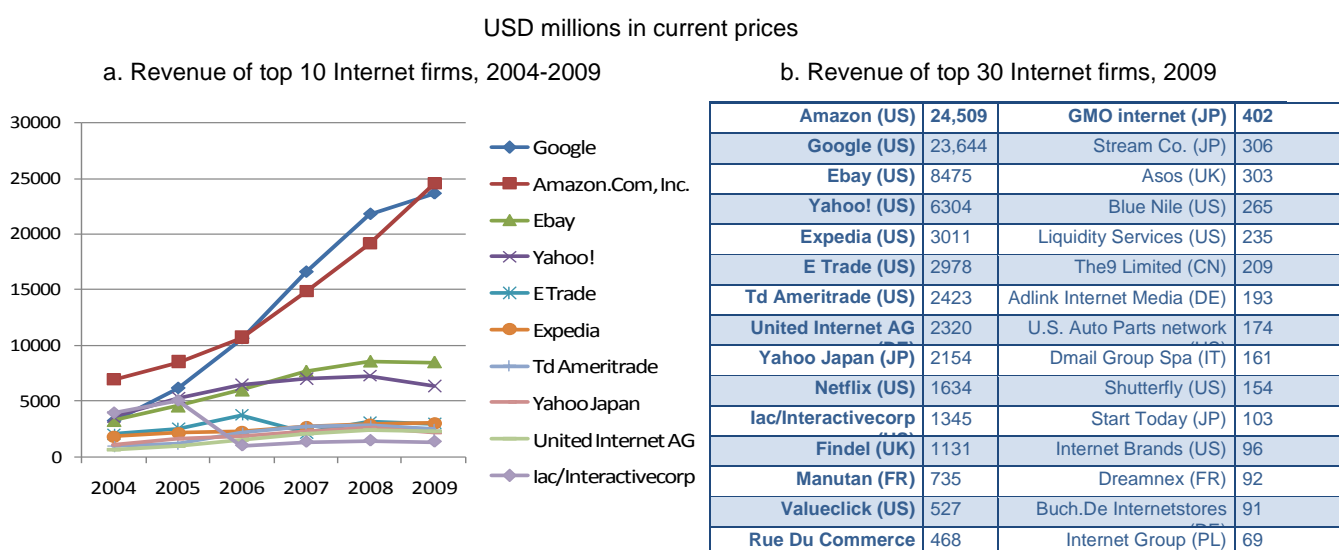 USD millions in current prices
a. Revenue of top 10 Internet firms, 2004-2009
b. Revenue of top 30 Internet firms, 2009
30000
25000
20000
15000
10000
5000
0
2004 2005 2006 2007 2008 2009
Google
Amazon.Com, Inc.
Ebay
Yahoo!
E Trade
Expedia
Td Ameritrade
Yahoo Japan
United Internet AG
Iac/Interactivecorp
Amazon (US) 24,509 GMO internet (JP) 402
Google (US) 23,644 Stream Co. (JP) 306
Ebay (US) 8475 Asos (UK) 303
Yahoo! (US) 6304 Blue Nile (US) 265
Expedia (US) 3011 Liquidity Services (US) 235
E Trade (US) 2978 The9 Limited (CN) 209
Td Ameritrade (US) 2423 Adlink Internet Media (DE) 193
United Internet AG 2320 U.S. Auto Parts network 174
Yahoo Japan (JP) 2154 Dmail Group Spa (IT) 161
Netflix (US) 1634 Shutterfly (US) 154
Iac/Interactivecorp 1345 Start Today (JP) 103
Findel (UK) 1131 Internet Brands (US) 96
Manutan (FR) 735 Dreamnex (FR) 92
Valueclick (US) 527 Buch.De Internetstores 91
Rue Du Commerce 468 Internet Group (PL) 69